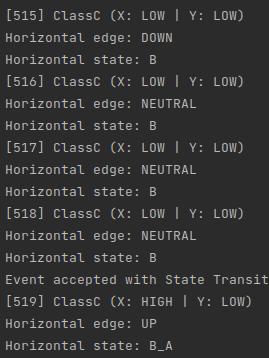 [515] ClassC (X: LOW | Y: LOW)
Horizontal edge: DOWN
Horizontal state: B
[516] ClassC (X: LOW | Y: LOW)
Horizontal edge: NEUTRAL
Horizontal state: B
[517] ClassC (X: LOW | Y: LOW)
Horizontal edge: NEUTRAL
Horizontal state: B
[518] ClassC (X: LOW | Y: LOW)
Horizontal edge: NEUTRAL
Horizontal state: B
Event accepted with State Transit
[519] ClassC (X: HIGH | Y: LOW)
Horizontal edge: UP
Horizontal state: B_A